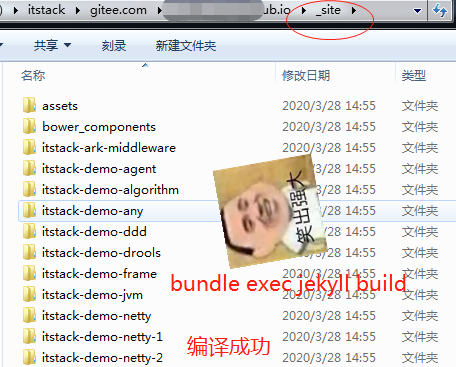 itstack ▸ gitee.com ▸ ub.io ▸ _site ▸
共享 刻录 新建文件夹
名称 修改日期 类型
assets 2020/3/28 14:55 文件夹
bower_components 2020/3/28 14:55 文件夹
itstack-ark-middleware 2020/3/28 14:55 文件夹
itstack-demo-agent 2020/3/28 14:55 文件夹
itstack-demo-algorithm 2020/3/28 14:55 文件夹
itstack-demo-any 2020/3/28 14:55 文件夹
itstack-demo-ddd 2020/3/28 14:55 文件夹
itstack-demo-drools 2020/3/28 14:55 文件夹
itstack-demo-frame 2020/3/28 14:55 文件夹
itstack-demo-jvm 2020/3/28 14:55 文件夹
itstack-demo-netty 2020/3/28 14:55 文件夹
itstack-demo-netty-1 2020/3/28 14:55 文件夹
itstack-demo-netty-2 2020/3/28 14:55 文件夹
笑出强大
bundle exec jekyll build
编译成功